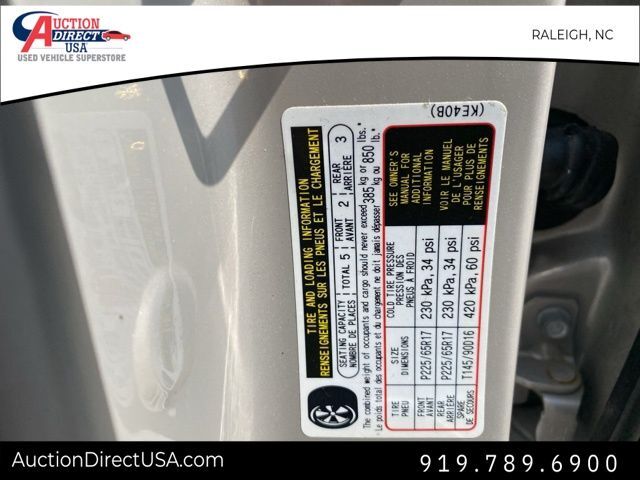 AUCTION
DIRECT
USA
USED VEHICLE SUPERSTORE
RALEIGH, NC
(KE40B)
TIRE AND LOADING INFORMATION
RENSEIGNEMENTS SUR LES PNEUS ET LE CHARGEMENT
SEATING CAPACITY TOTAL 5 FRONT 2 REAR 3
NOMBRE DE PLACES AVANT ARRIÈRE
The combined weight of occupants and cargo should never exceed 385 kg or 850 lbs.
Le poids total des occupants et du chargement ne doit jamais dépasser kg ou lb.
TIRE SIZE COLD TIRE PRESSURE
PNEU DIMENSIONS PRESSION DES PNEUS À FROID
FRONT AVANT P225/65R17 230 kPa, 34 psi
REAR ARRIÈRE P225/65R17 230 kPa, 34 psi
SPARE DE SECOURS T145/90D16 420 kPa, 60 psi
SEE OWNER'S
MANUAL FOR
ADDITIONAL
INFORMATION
VOIR LE MANUEL
DE L'USAGER
POUR PLUS DE
RENSEIGNEMENTS
AuctionDirectUSA.com
919.789.6900